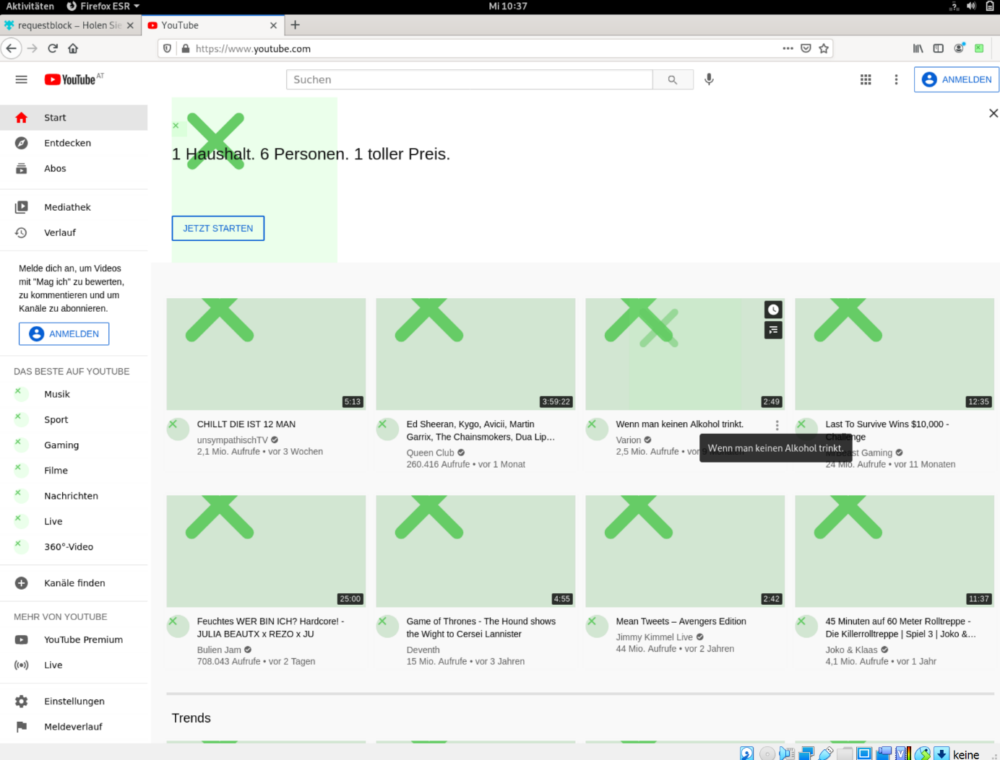 Aktivitäten
Firefox ESR
Mi 10:37
requestblock – Holen Sie
YouTube
https://www.youtube.com
YouTube AT
Suchen
ANMELDEN
Start
Entdecken
Abos
Mediathek
Verlauf
Melde dich an, um Videos
mit "Mag ich" zu bewerten,
zu kommentieren und um
Kanäle zu abonnieren.
ANMELDEN
DAS BESTE AUF YOUTUBE
Musik
Sport
Gaming
Filme
Nachrichten
Live
360°-Video
Kanäle finden
MEHR VON YOUTUBE
YouTube Premium
Live
Einstellungen
Meldeverlauf
1 Haushalt. 6 Personen. 1 toller Preis.
JETZT STARTEN
5:13
CHILLT DIE IST 12 MAN
unsympathischTV
2,1 Mio. Aufrufe • vor 3 Wochen
3:59:22
Ed Sheeran, Kygo, Avicii, Martin
Garrix, The Chainsmokers, Dua Lip…
Queen Club
260.416 Aufrufe • vor 1 Monat
2:49
Wenn man keinen Alkohol trinkt.
Varion
2,5 Mio. Aufrufe • vor
Wenn man keinen Alkohol trinkt.
12:35
Last To Survive Wins $10,000 -
Challenge
MrBeast Gaming
24 Mio. Aufrufe • vor 11 Monaten
25:00
Feuchtes WER BIN ICH? Hardcore! -
JULIA BEAUTX x REZO x JU
Bulien Jam
708.043 Aufrufe • vor 2 Tagen
4:55
Game of Thrones - The Hound shows
the Wight to Cersei Lannister
Deventh
15 Mio. Aufrufe • vor 3 Jahren
2:42
Mean Tweets – Avengers Edition
Jimmy Kimmel Live
44 Mio. Aufrufe • vor 2 Jahren
11:37
45 Minuten auf 60 Meter Rolltreppe -
Die Killerrolltreppe | Spiel 3 | Joko &…
Joko & Klaas
4,1 Mio. Aufrufe • vor 1 Jahr
Trends
keine